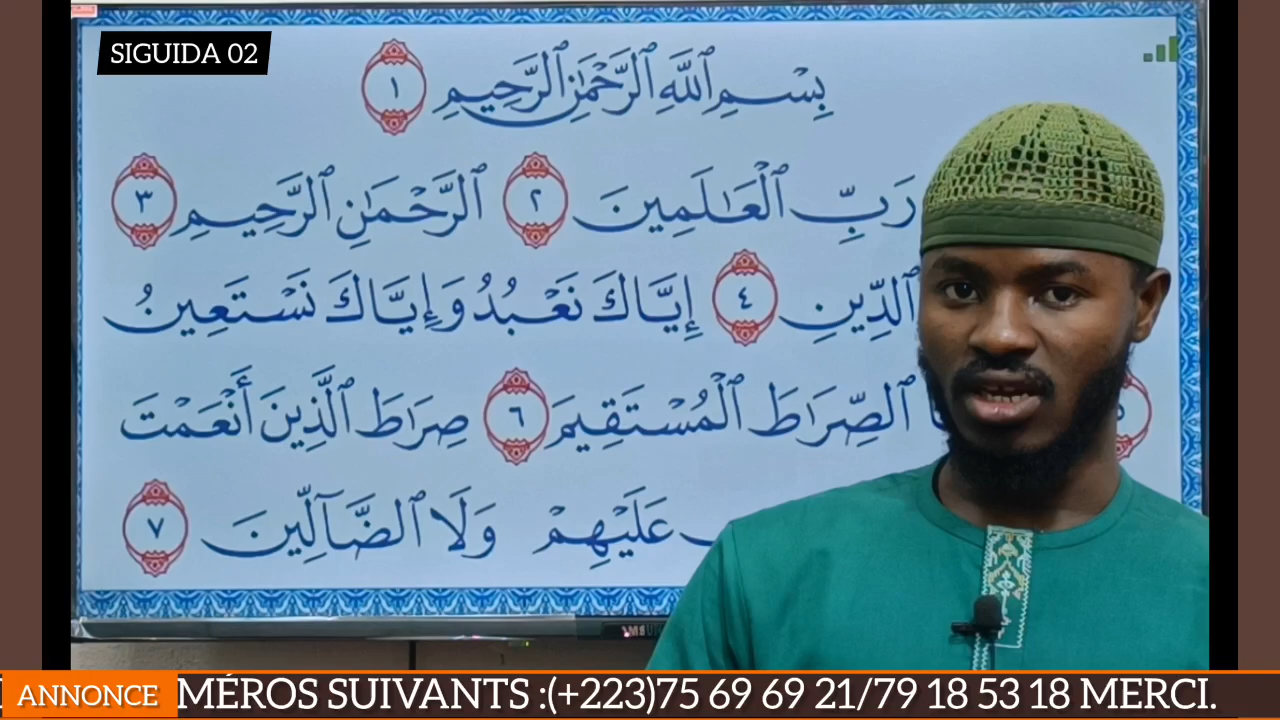 SIGUIDA 02
بِسْمِ ٱللَّهِ ٱلرَّحْمَٰنِ ٱلرَّحِيمِ ١
رَبِّ ٱلْعَٰلَمِينَ ٢ ٱلرَّحْمَٰنِ ٱلرَّحِيمِ ٣
ٱلدِّينِ ٤ إِيَّاكَ نَعْبُدُ وَإِيَّاكَ نَسْتَعِينُ
٥ ٱلصِّرَٰطَ ٱلْمُسْتَقِيمَ ٦ صِرَٰطَ ٱلَّذِينَ أَنْعَمْتَ
عَلَيْهِمْ وَلَا ٱلضَّآلِّينَ ٧
ANNONCE MÉROS SUIVANTS :(+223)75 69 69 21/79 18 53 18 MERCI.